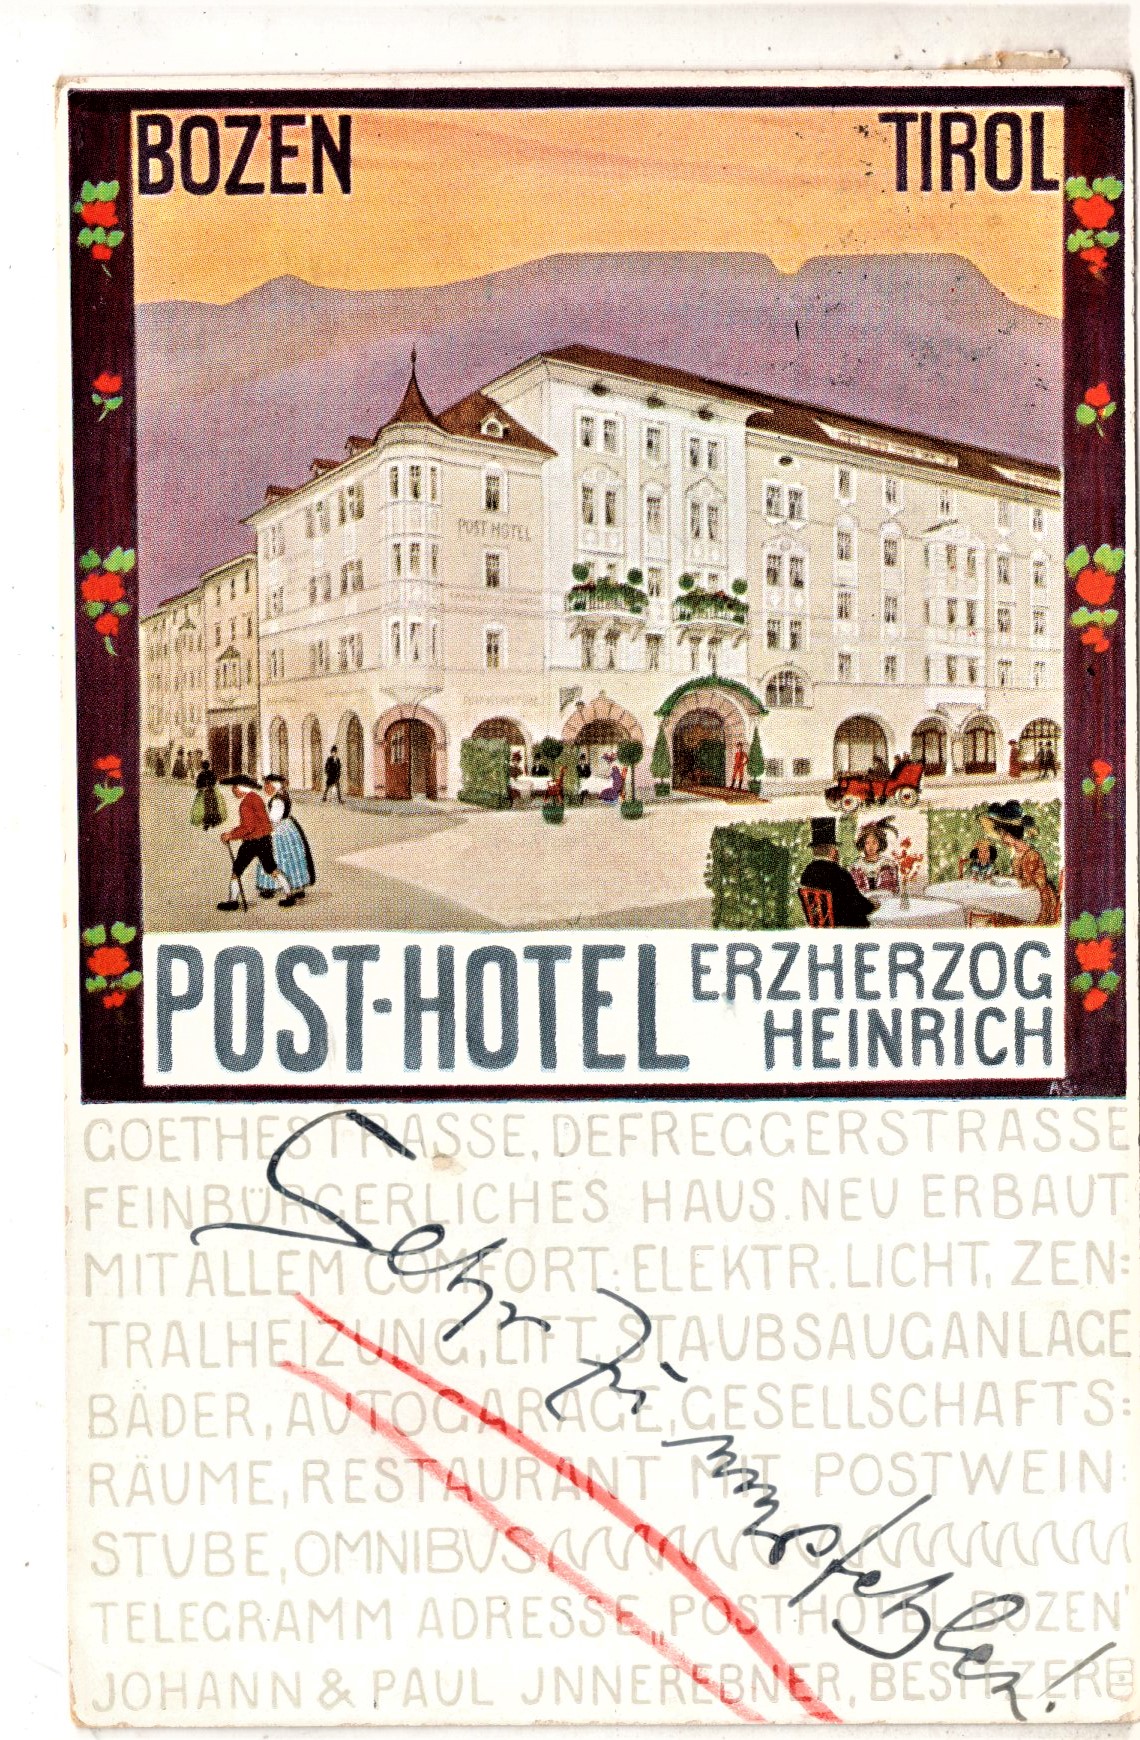 BOZEN TIROL
POST HOTEL
POST-HOTEL ERZHERZOG
HEINRICH
AS.
GOETHESTRASSE, DEFREGGERSTRASSE
FEINBÜRGERLICHES HAUS. NEU ERBAUT
MIT ALLEM COMFORT: ELEKTR. LICHT, ZEN:
TRALHEIZUNG, LIFT, STAUBSAUGANLAGE
BÄDER, AUTOGARAGE, GESELLSCHAFTS:
RÄUME, RESTAURANT MIT POSTWEIN:
STUBE, OMNIBUS
TELEGRAMM ADRESSE „POSTHOTEL BOZEN"
JOHANN & PAUL JNNEREBNER, BESITZER
Sehr zu empfehlen!